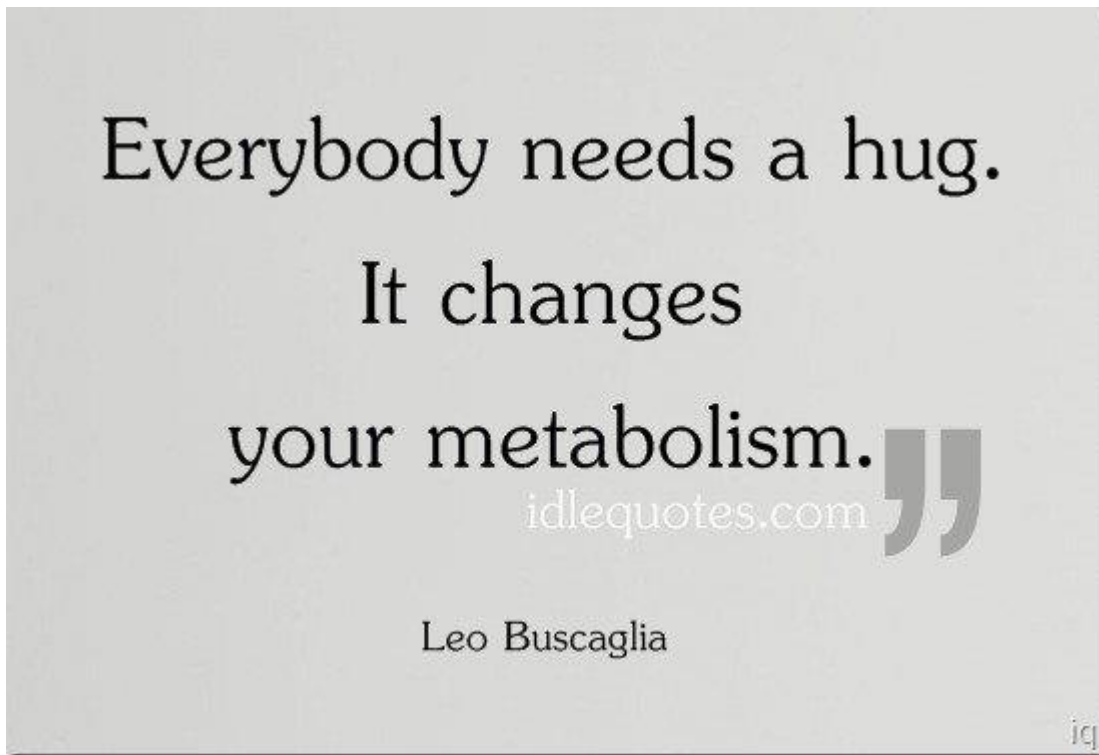 Everybody needs a hug.
It changes
your metabolism.
”
idlequotes.com
Leo Buscaglia
iq